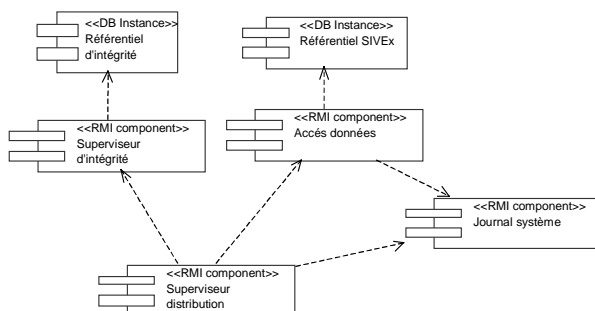 <<DB Instance>>
Référentiel
d'intégrité
<<DB Instance>>
Référentiel SIVEx
<<RMI component>>
Superviseur
d'intégrité
<<RMI component>>
Accés données
<<RMI component>>
Journal système
<<RMI component>>
Superviseur
distribution